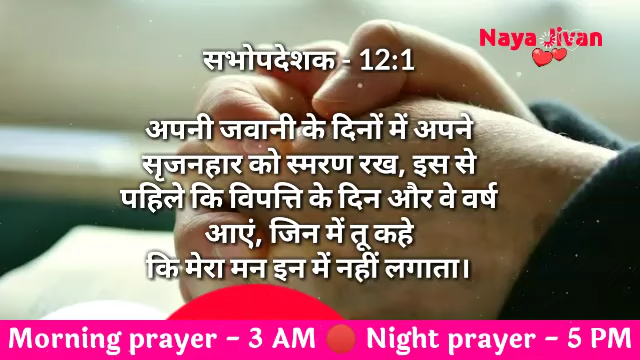 Naya Jivan
सभोपदेशक - 12:1
अपनी जवानी के दिनों में अपने
सृजनहार को स्मरण रख, इस से
पहिले कि विपत्ति के दिन और वे वर्ष
आएं, जिन में तू कहे
कि मेरा मन इन में नहीं लगाता।
Morning prayer - 3 AM 🔴 Night prayer - 5 PM